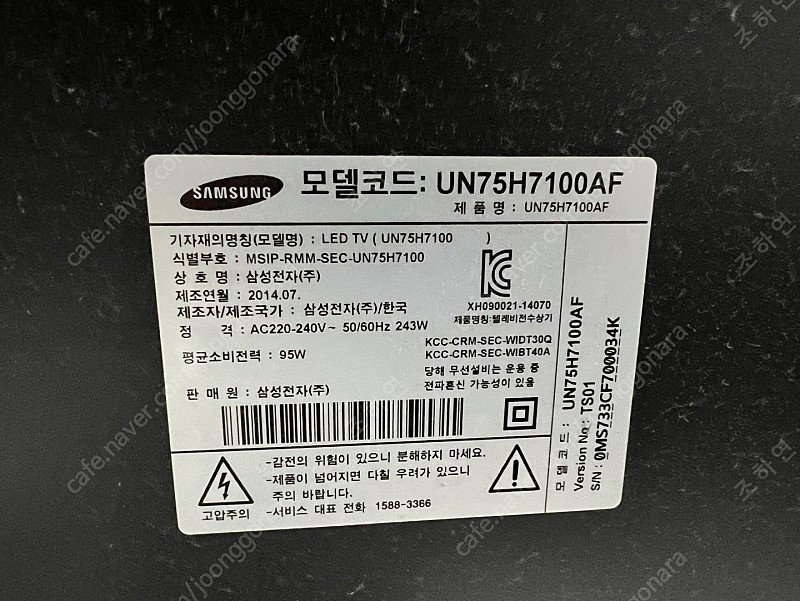 SAMSUNG 모델코드: UN75H7100AF
제 품 명 : UN75H7100AF
기자재의명칭(모델명) : LED TV ( UN75H7100 )
식별부호 : MSIP-RMM-SEC-UN75H7100
상 호 명 : 삼성전자(주)
제조연월 : 2014.07.
제조자/제조국가 : 삼성전자(주)/한국
정 격 : AC220-240V~ 50/60Hz 243W
평균소비전력 : 95W
판 매 원 : 삼성전자(주)
XH090021-14070
제품명칭:텔레비전수상기
KCC-CRM-SEC-WIDT30Q
KCC-CRM-SEC-WIBT40A
당해 무선설비는 운용 중
전파혼신 가능성이 있음
고압주의
-감전의 위험이 있으니 분해하지 마세요.
-제품이 넘어지면 다칠 우려가 있으니
주의 바랍니다.
-서비스 대표 전화 1588-3366
모 델 코 드 : UN75H7100AF
Version No : TS01
S/N : 0MS733CF700034K
cafe.naver.com/joonggonara
조하연